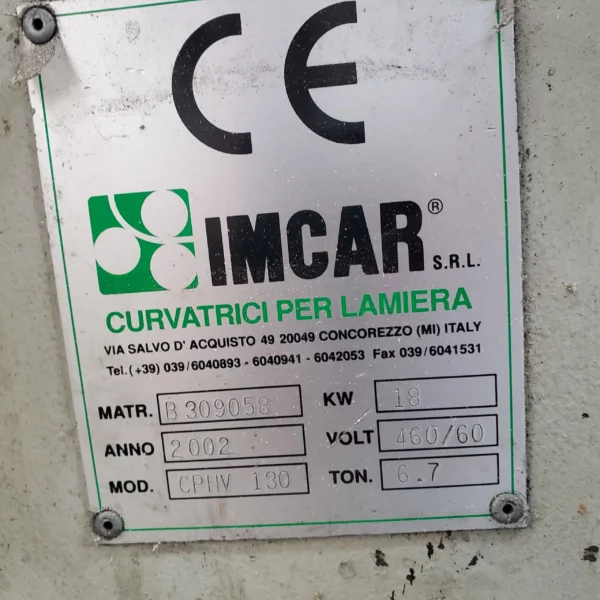 CE
IMCAR® S.R.L.
CURVATRICI PER LAMIERA
VIA SALVO D' ACQUISTO 49 20049 CONCOREZZO (MI) ITALY
Tel. (+39) 039/6040893 - 6040941 - 6042053 Fax 039/6041531
MATR. B 309058 KW 18
ANNO 2002 VOLT 460/60
MOD. CPHV 130 TON. 6.7